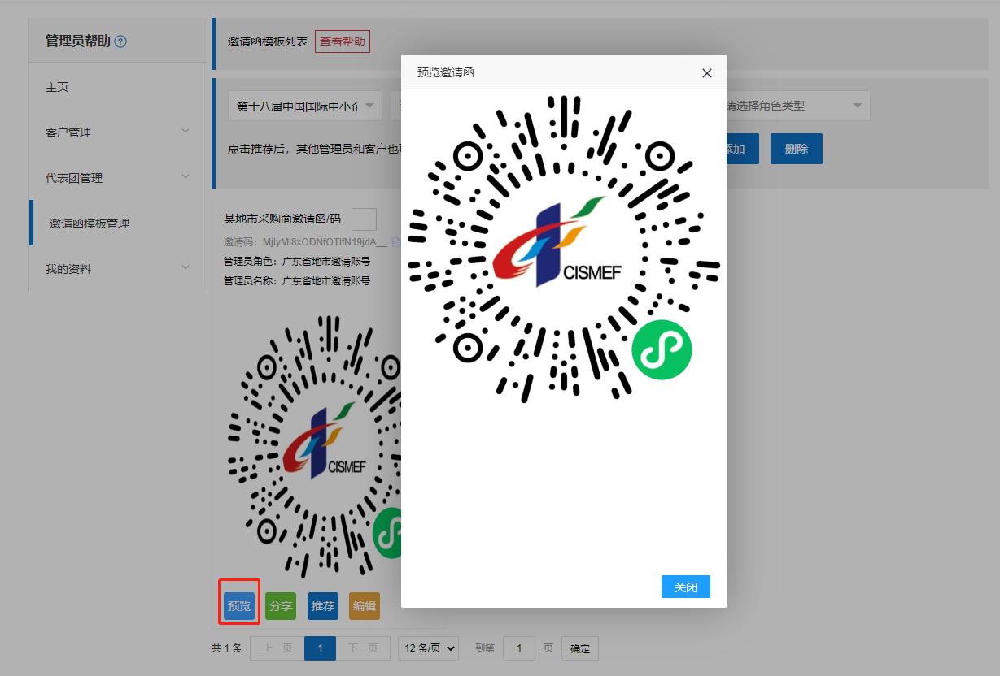 管理员帮助
邀请函模板列表 查看帮助
主页
客户管理
代表团管理
邀请函模板管理
我的资料
第十八届中国国际中小企
请选择角色类型
点击推荐后，其他管理员和客户也可
添加
删除
某地市采购商邀请函/码
管理员角色：广东省地市邀请账号
管理员名称：广东省地市邀请账号
CISMEF
预览 分享 推荐 编辑
共 1 条 上一页 1 下一页 12 条/页 到第 1 页 确定
预览邀请函
CISMEF
关闭